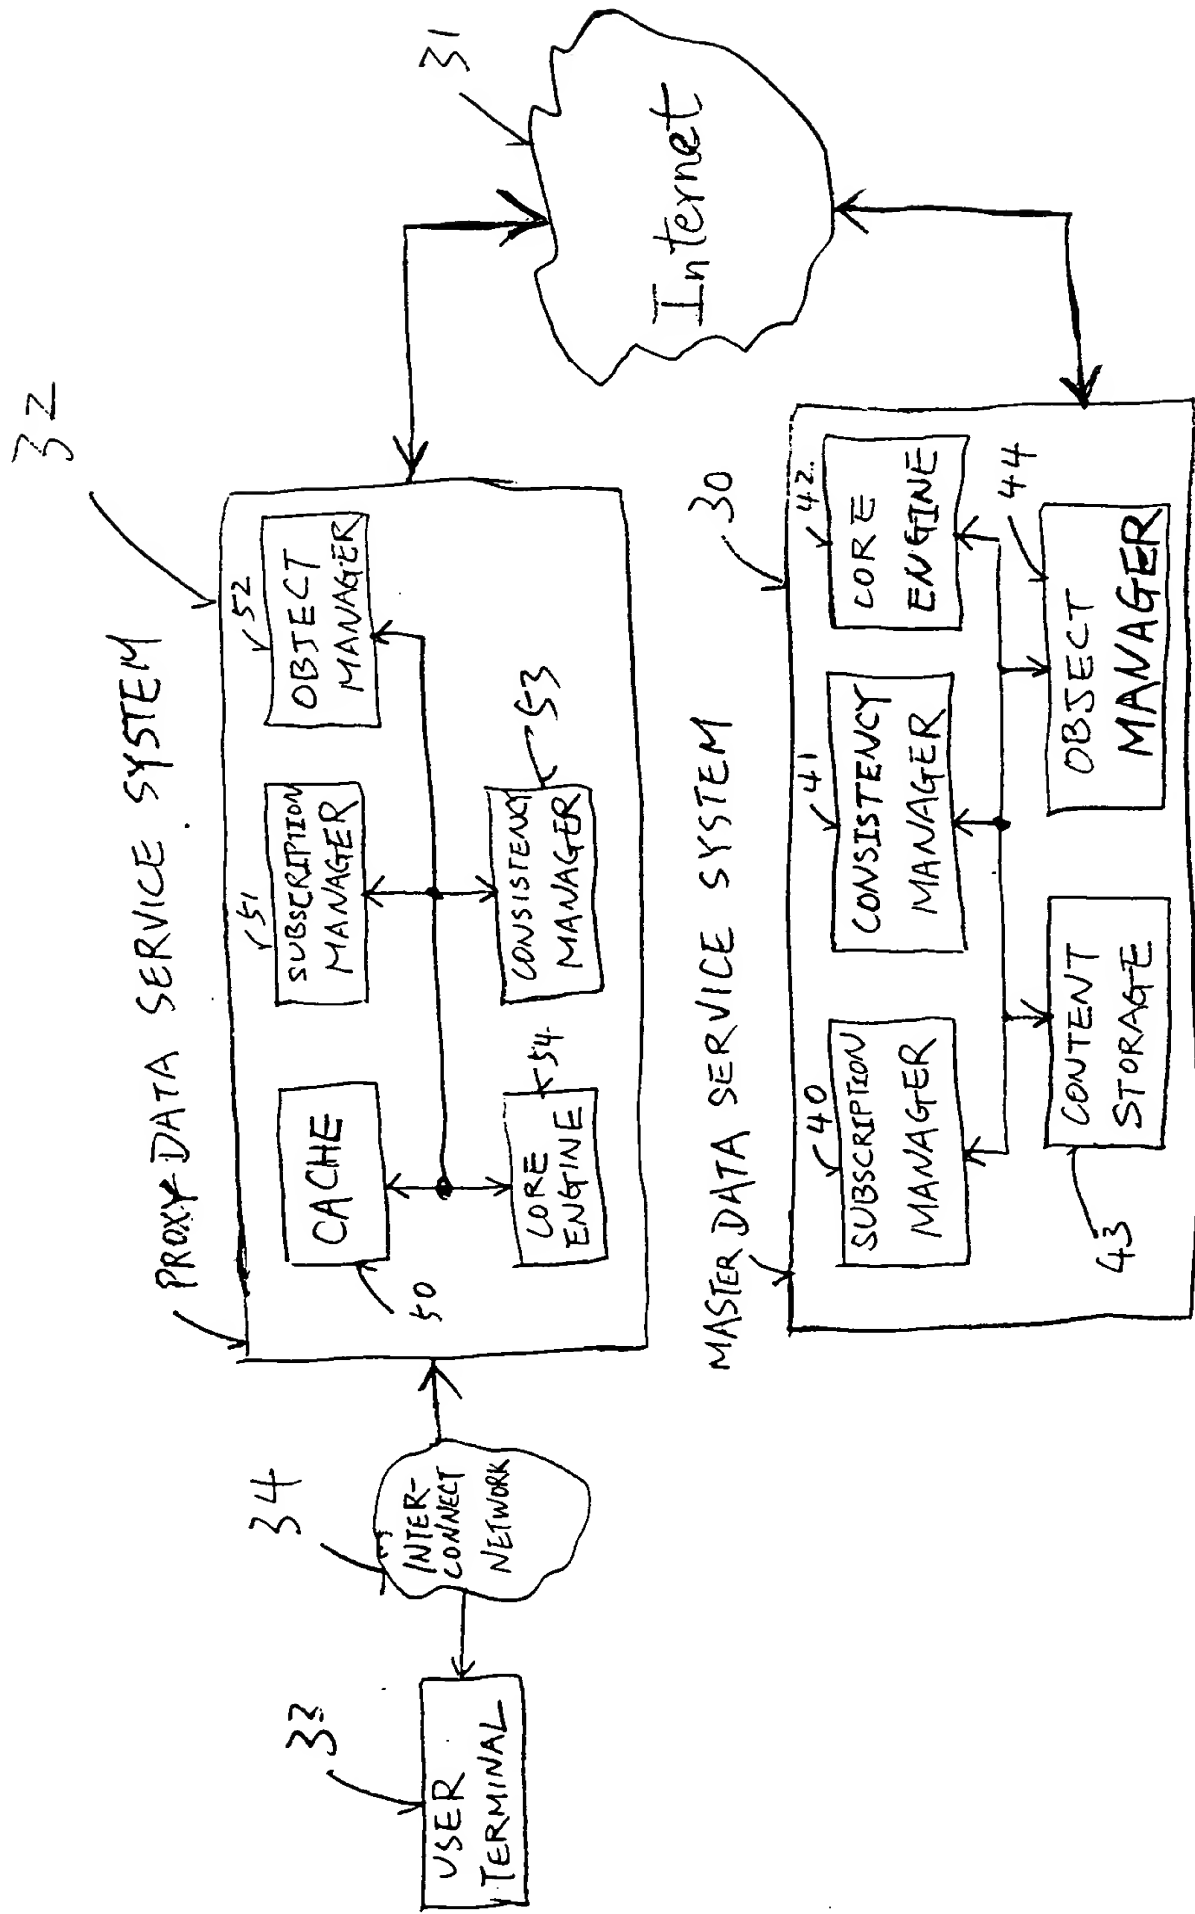 32
PROXY DATA SERVICE SYSTEM
51
SUBSCRIPTION
MANAGER
52
OBJECT
MANAGER
CACHE
50
54
CORE
ENGINE
CONSISTENCY
MANAGER
53
31
Internet
34
INTER-
CONNECT
NETWORK
33
USER
TERMINAL
MASTER DATA SERVICE SYSTEM
30
40
SUBSCRIPTION
MANAGER
41
CONSISTENCY
MANAGER
42
CORE
ENGINE
43
CONTENT
STORAGE
44
OBJECT
MANAGER